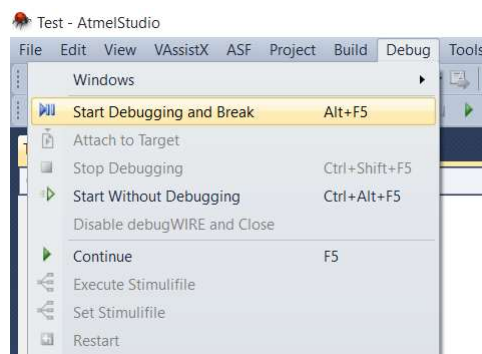 Test - AtmelStudio
File Edit View VAssistX ASF Project Build Debug Tools
Windows
Start Debugging and Break Alt+F5
Attach to Target
Stop Debugging Ctrl+Shift+F5
Start Without Debugging Ctrl+Alt+F5
Disable debugWIRE and Close
Continue F5
Execute Stimulifile
Set Stimulifile
Restart